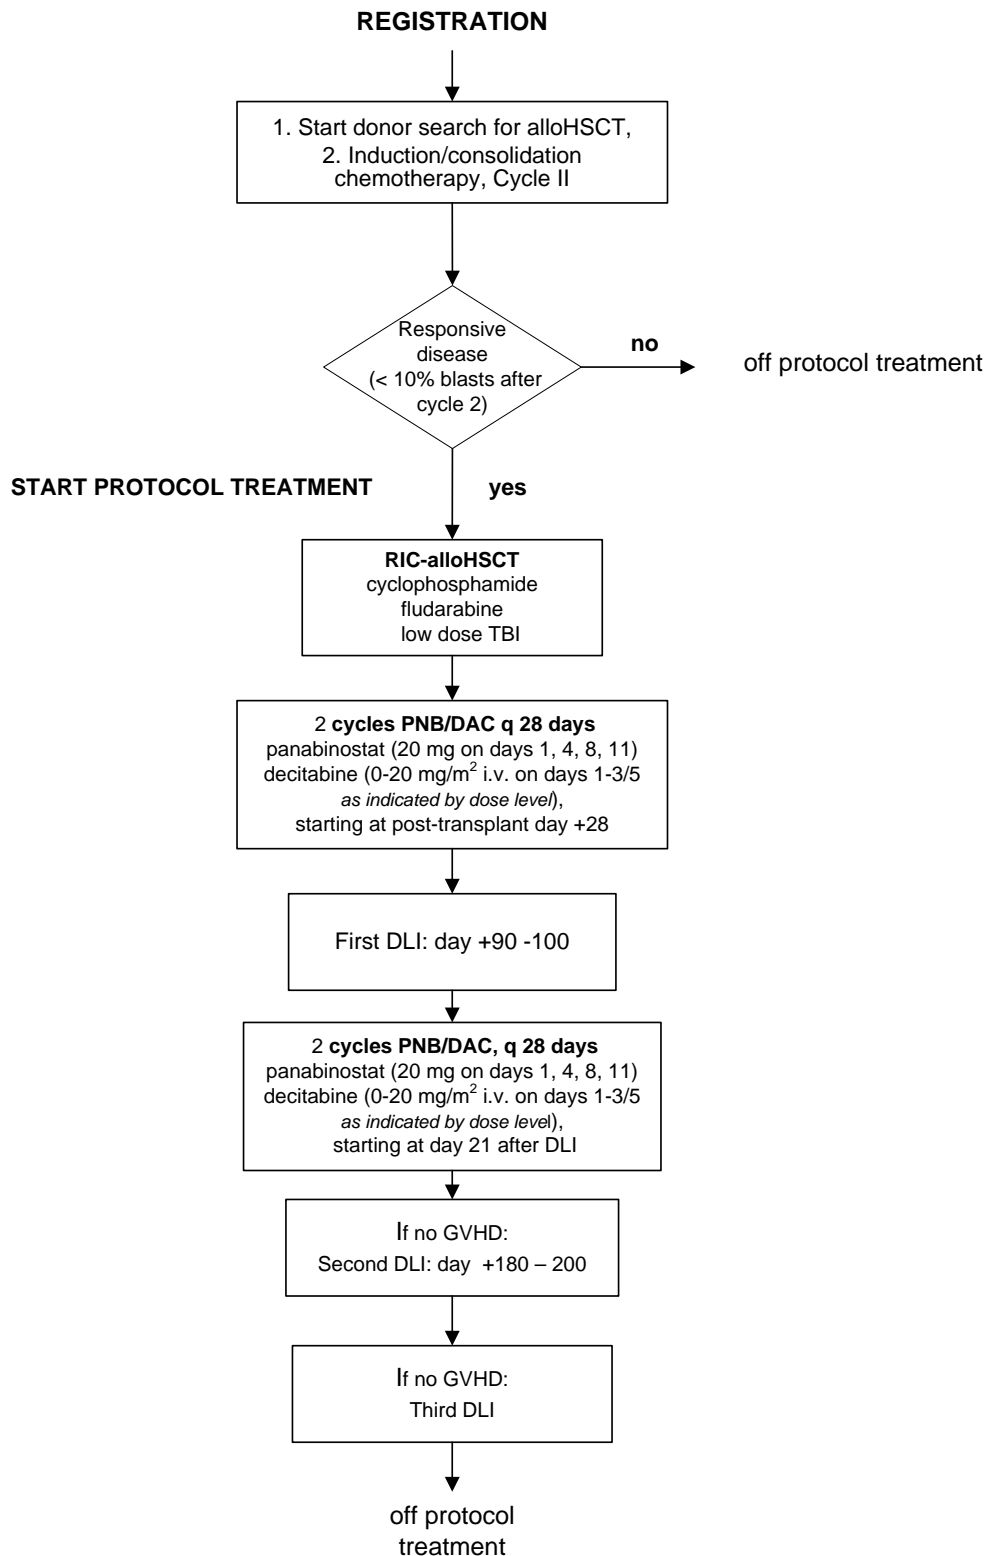 REGISTRATION
1. Start donor search for alloHSCT,
2. Induction/consolidation
chemotherapy, Cycle II
Responsive
disease
(< 10% blasts after
cycle 2)
no
off protocol treatment
START PROTOCOL TREATMENT
yes
RIC-alloHSCT
cyclophosphamide
fludarabine
low dose TBI
2 cycles PNB/DAC q 28 days
panabinostat (20 mg on days 1, 4, 8, 11)
decitabine (0-20 mg/m² i.v. on days 1-3/5
as indicated by dose level),
starting at post-transplant day +28
First DLI: day +90 -100
2 cycles PNB/DAC, q 28 days
panabinostat (20 mg on days 1, 4, 8, 11)
decitabine (0-20 mg/m² i.v. on days 1-3/5
as indicated by dose level),
starting at day 21 after DLI
If no GVHD:
Second DLI: day +180 – 200
If no GVHD:
Third DLI
off protocol
treatment